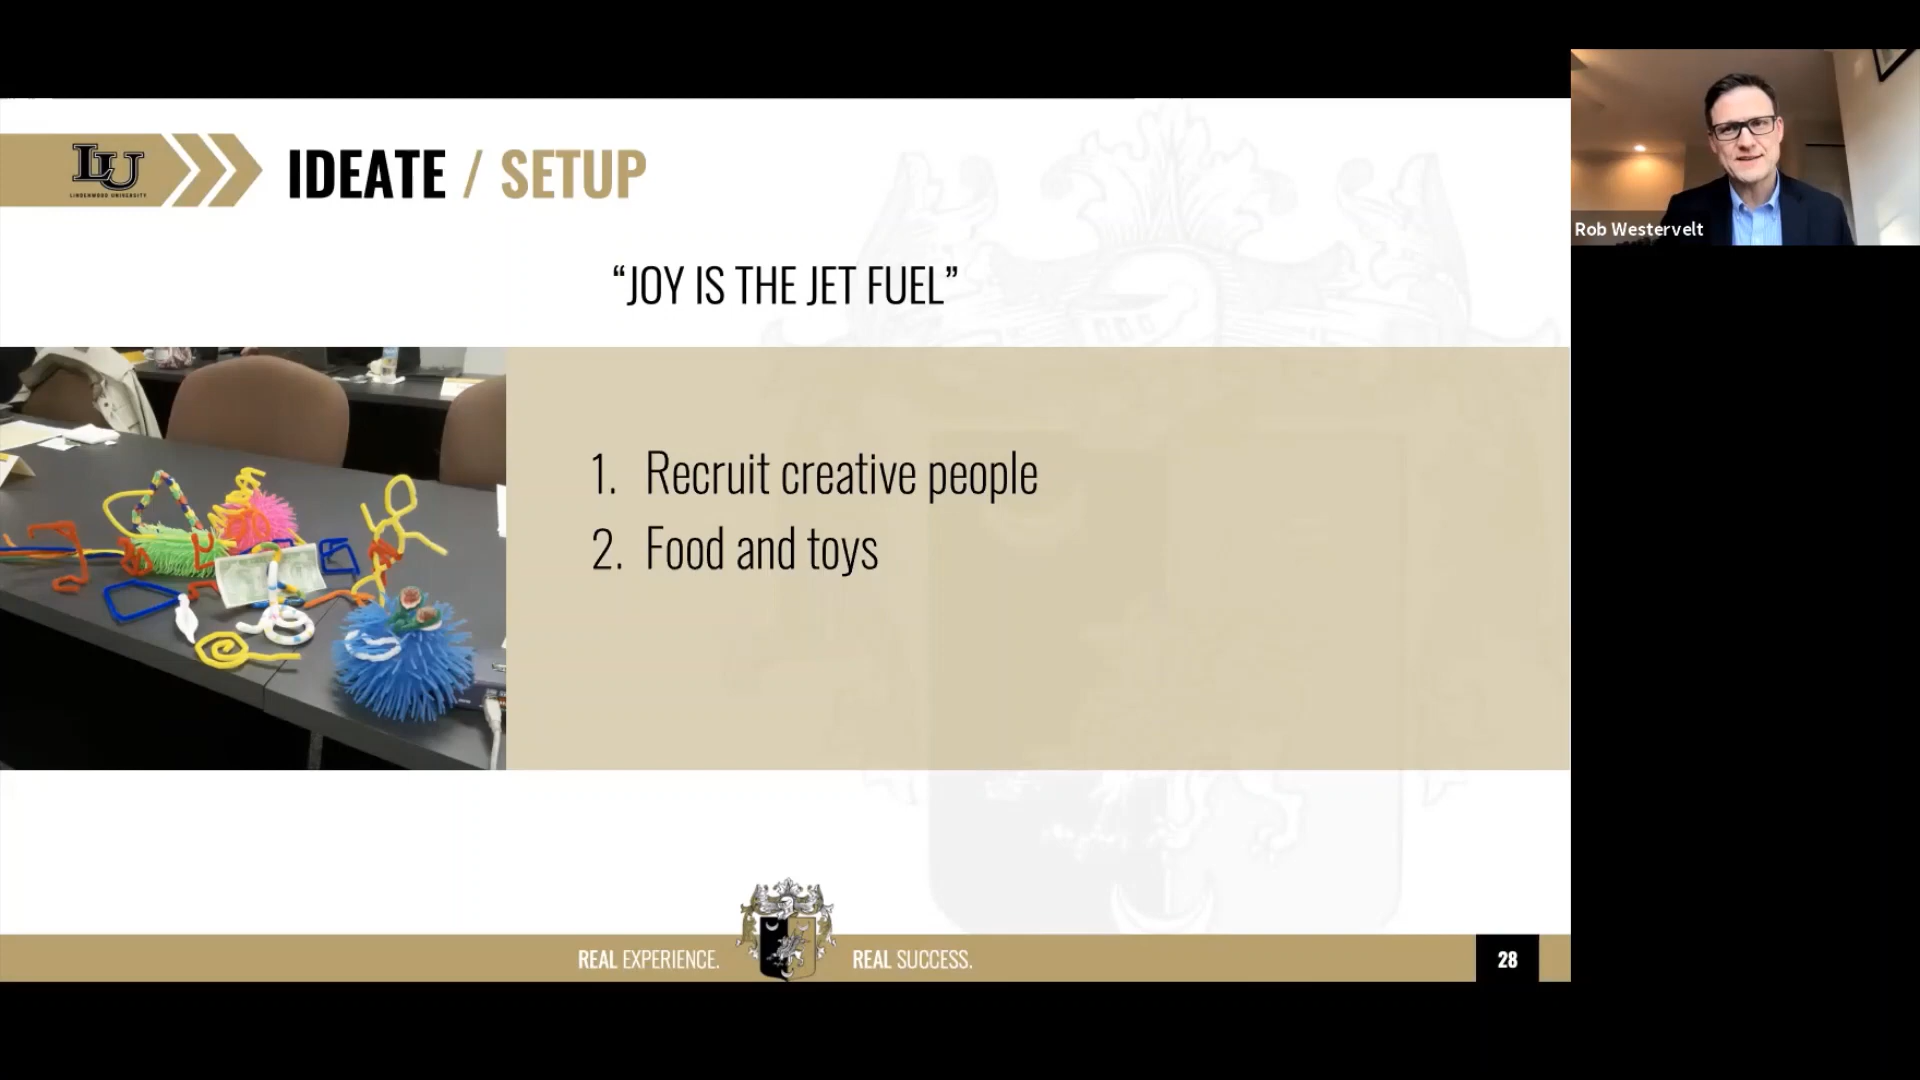 LU
LINDENWOOD UNIVERSITY
IDEATE / SETUP
“JOY IS THE JET FUEL”
1. Recruit creative people
2. Food and toys
REAL EXPERIENCE.
REAL SUCCESS.
28
Rob Westervelt